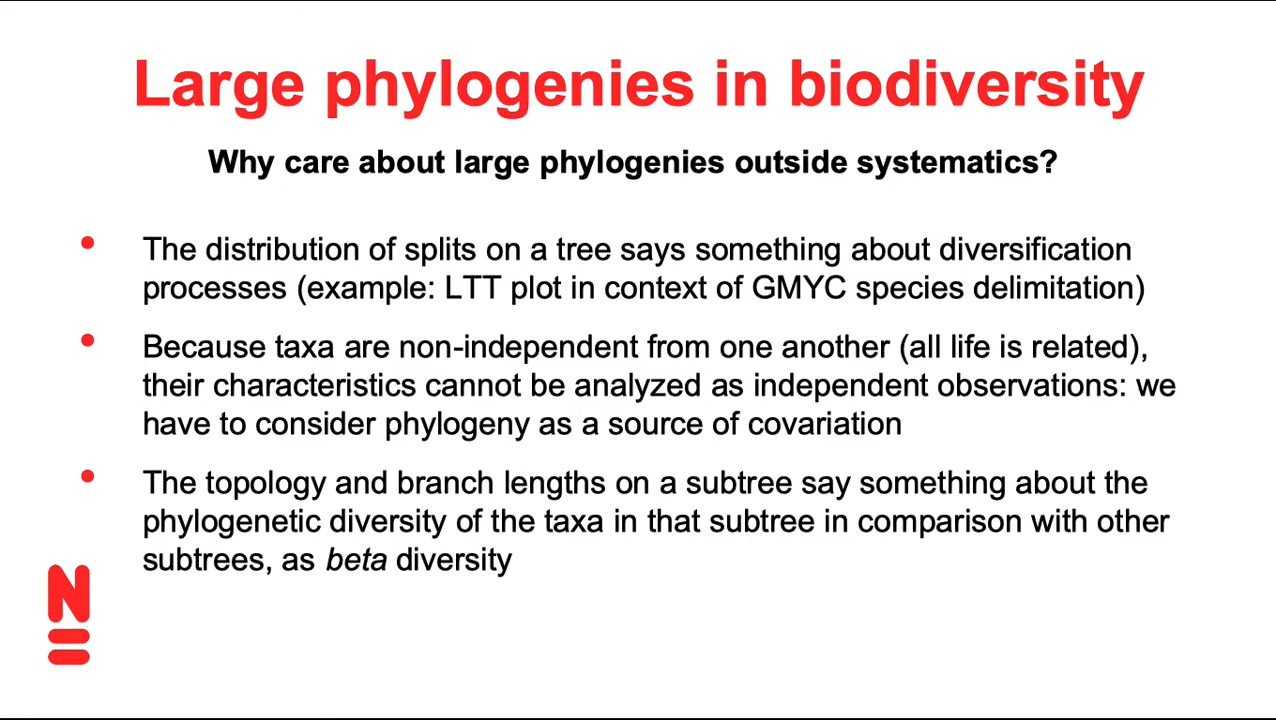 Large phylogenies in biodiversity
Why care about large phylogenies outside systematics?
• The distribution of splits on a tree says something about diversification
processes (example: LTT plot in context of GMYC species delimitation)
• Because taxa are non-independent from one another (all life is related),
their characteristics cannot be analyzed as independent observations: we
have to consider phylogeny as a source of covariation
• The topology and branch lengths on a subtree say something about the
phylogenetic diversity of the taxa in that subtree in comparison with other
subtrees, as beta diversity
N